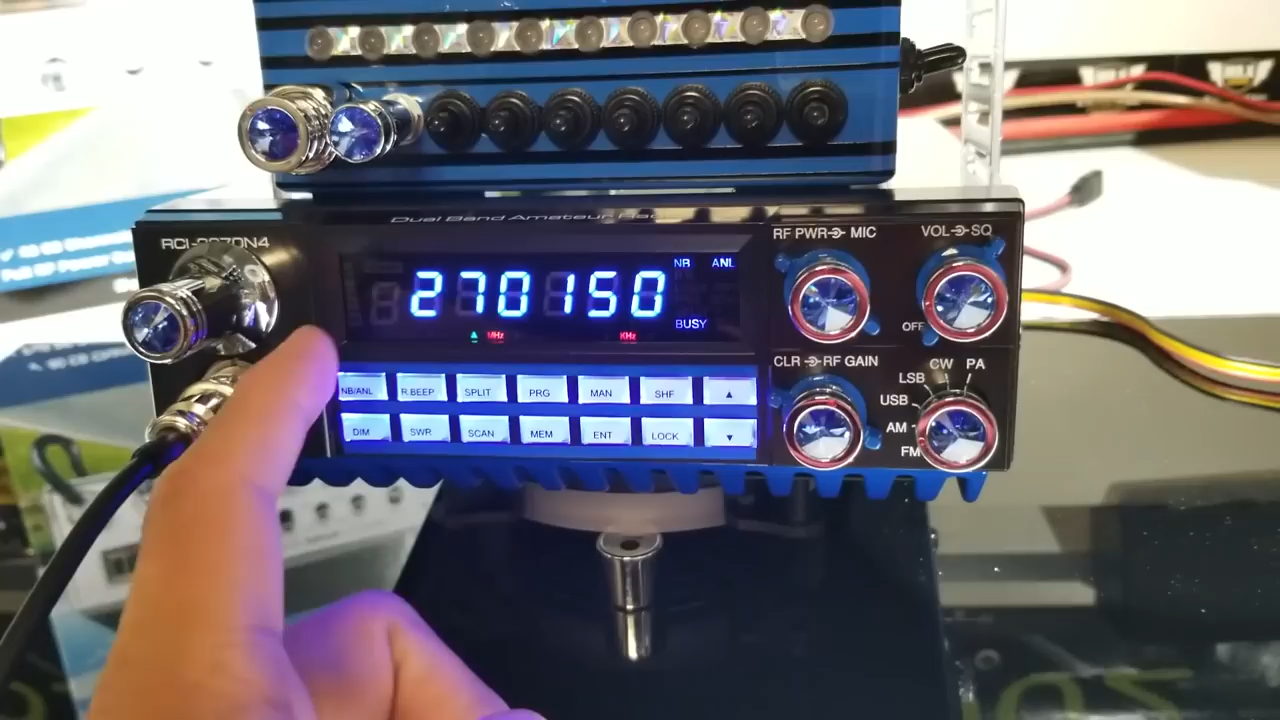 Dual Band Amateur
RCI-2970N4
RF PWR MIC
VOL SQ
270150
NB ANL
BUSY
MHz KHz
OFF
CLR RF GAIN
CW PA
LSB
USB
AM
FM
NB/ANL R.BEEP SPLIT PRG MAN SHF ▲
DIM SWR SCAN MEM ENT LOCK ▼